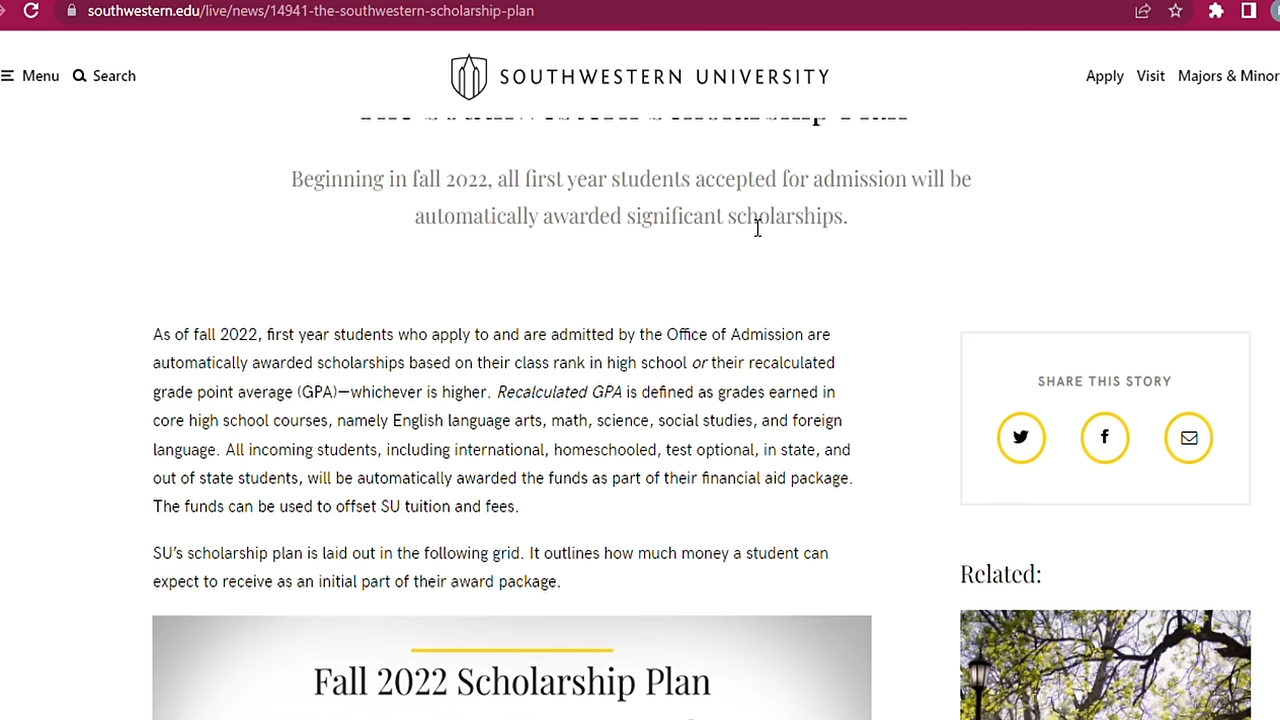 southwestern.edu/live/news/14941-the-southwestern-scholarship-plan
Menu Search
SOUTHWESTERN UNIVERSITY
Apply Visit Majors & Minor
Beginning in fall 2022, all first year students accepted for admission will be
automatically awarded significant scholarships.
As of fall 2022, first year students who apply to and are admitted by the Office of Admission are
automatically awarded scholarships based on their class rank in high school or their recalculated
grade point average (GPA)—whichever is higher. Recalculated GPA is defined as grades earned in
core high school courses, namely English language arts, math, science, social studies, and foreign
language. All incoming students, including international, homeschooled, test optional, in state, and
out of state students, will be automatically awarded the funds as part of their financial aid package.
The funds can be used to offset SU tuition and fees.
SU’s scholarship plan is laid out in the following grid. It outlines how much money a student can
expect to receive as an initial part of their award package.
Fall 2022 Scholarship Plan
SHARE THIS STORY
Related: